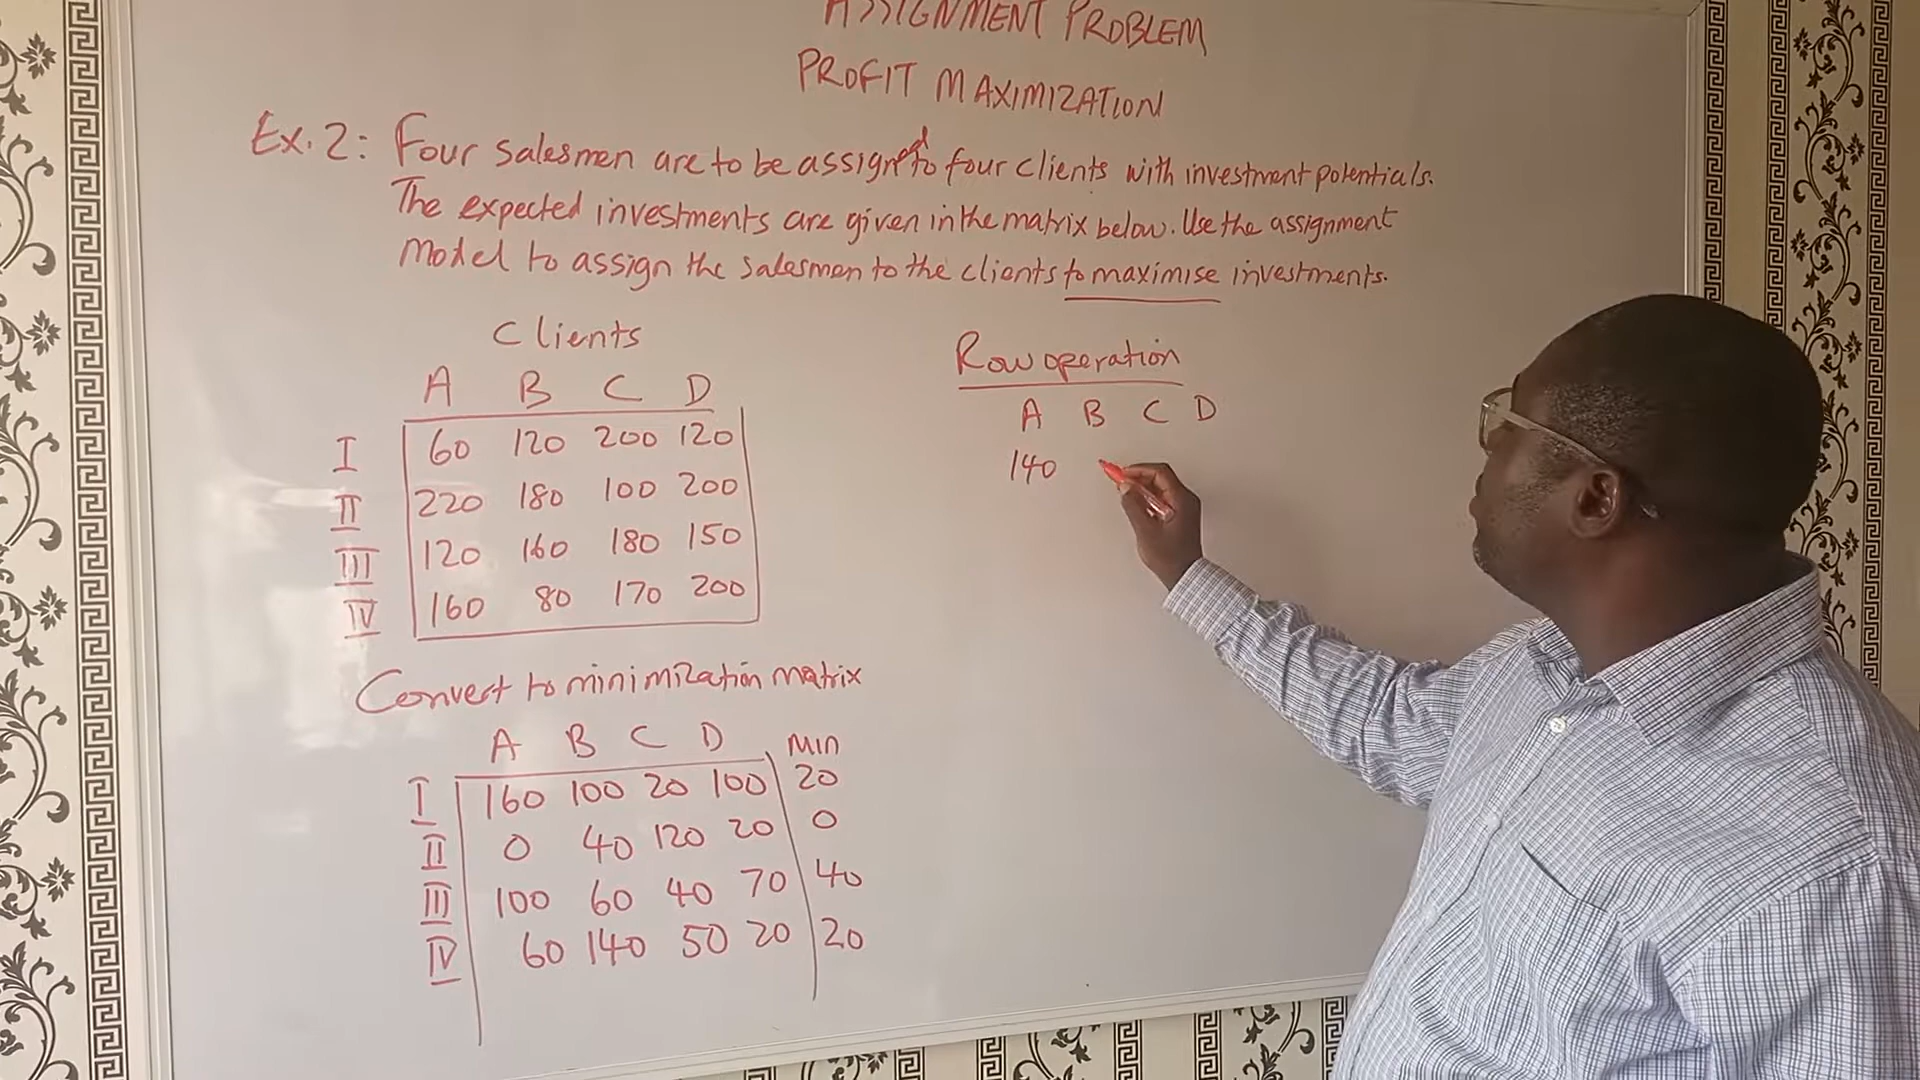 ASSIGNMENT PROBLEM
PROFIT MAXIMIZATION
Ex.2: Four salesmen are to be assigned to four clients with investment potentials.
The expected investments are given in the matrix below. Use the assignment
Model to assign the salesmen to the clients to maximise investments.
Clients
A B C D
I 60 120 200 120
II 220 180 100 200
III 120 160 180 150
IV 160 80 170 200
Convert to minimization matrix
A B C D Min
I 160 100 20 100 20
II 0 40 120 20 0
III 100 60 40 70 40
IV 60 140 50 20 20
Row operation
A B C D
140